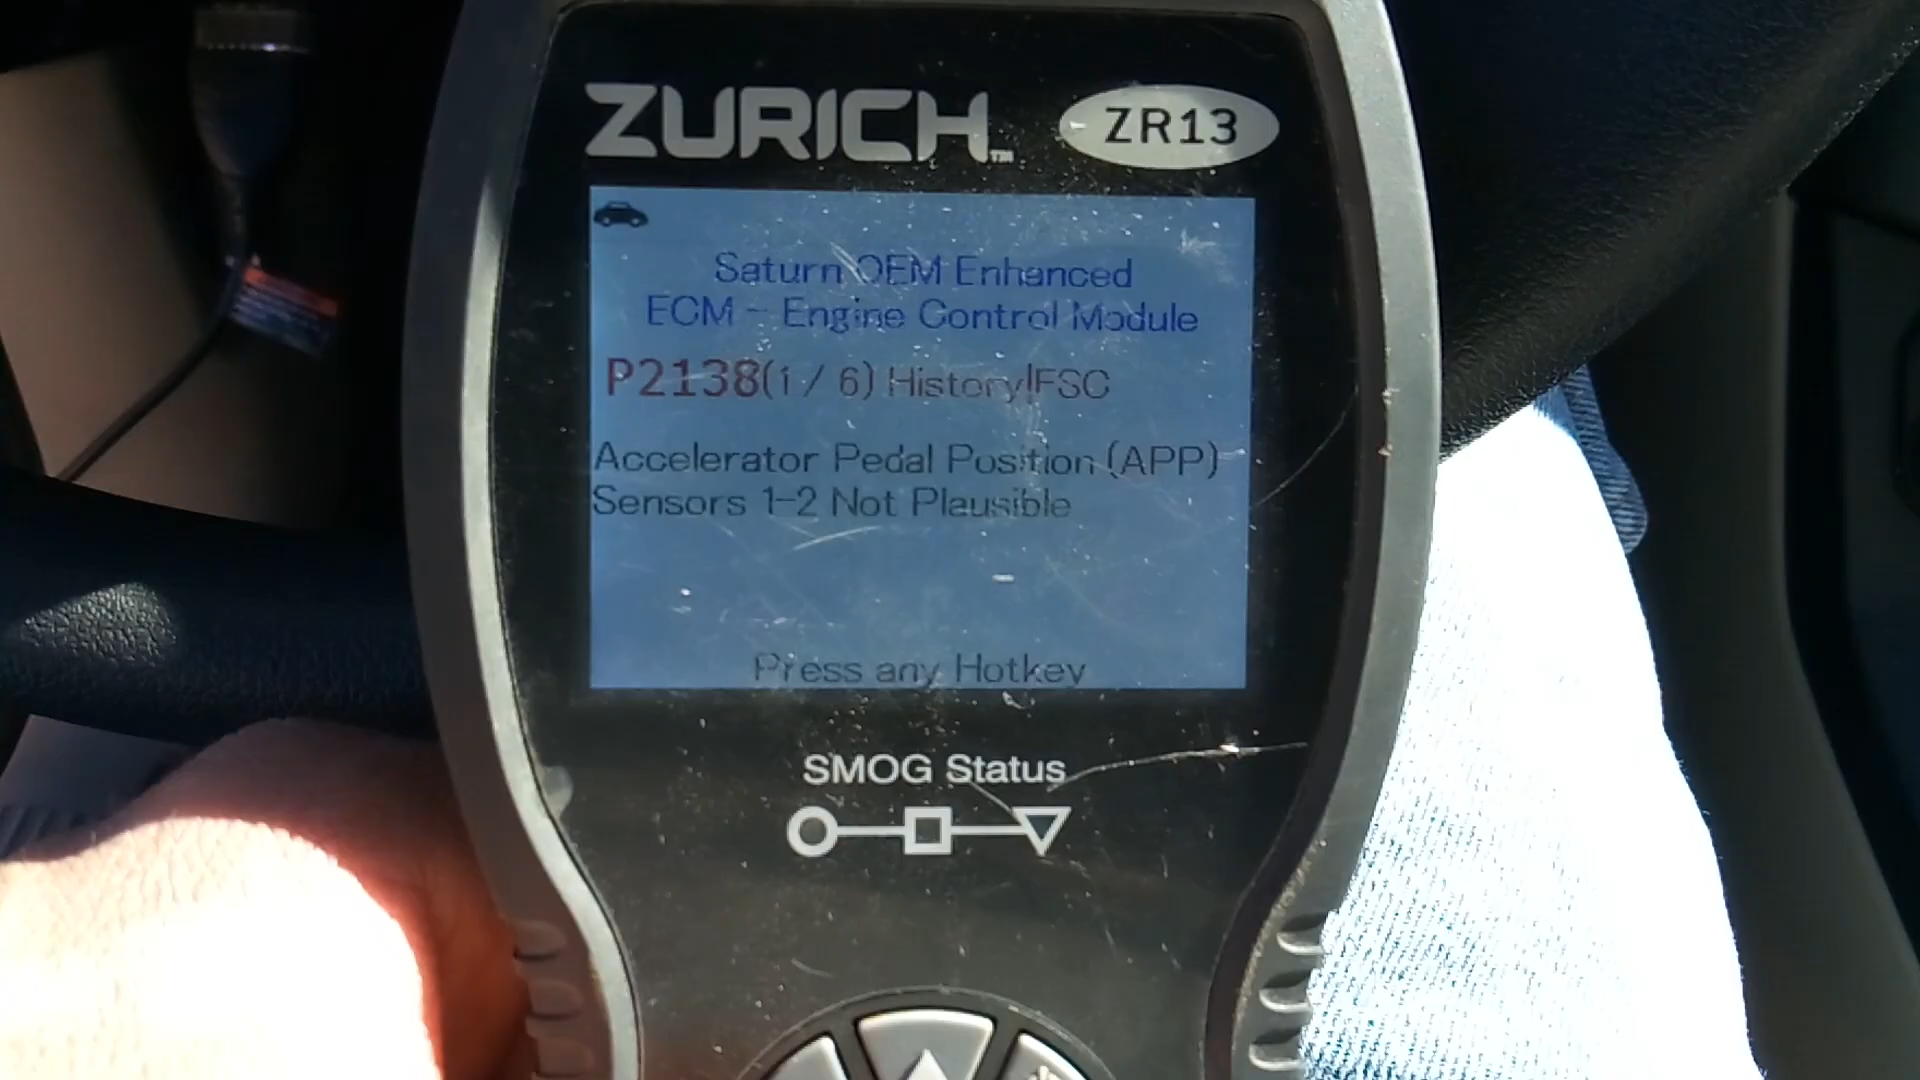 ZURICH™ ZR13
Saturn OEM Enhanced
ECM - Engine Control Module
P2138(1 / 6) History|FSC
Accelerator Pedal Position (APP)
Sensors 1-2 Not Plausible
Press any Hotkey
SMOG Status